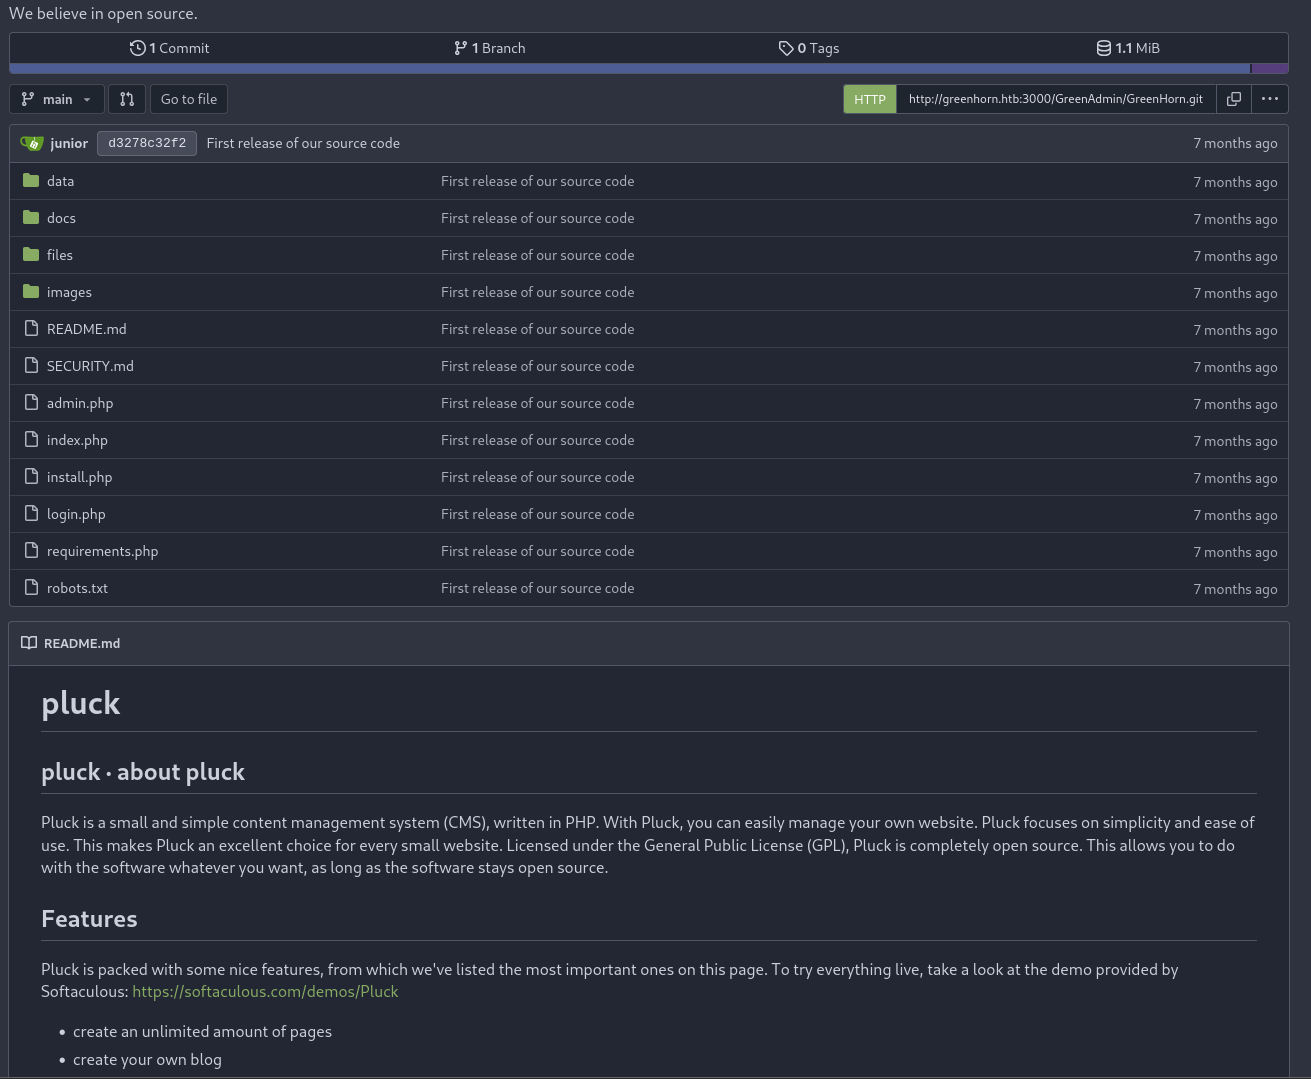 We believe in open source.
1 Commit 1 Branch 0 Tags 1.1 MiB
main Go to file HTTP http://greenhorn.htb:3000/GreenAdmin/GreenHorn.git
junior d3278c32f2 First release of our source code 7 months ago
data First release of our source code 7 months ago
docs First release of our source code 7 months ago
files First release of our source code 7 months ago
images First release of our source code 7 months ago
README.md First release of our source code 7 months ago
SECURITY.md First release of our source code 7 months ago
admin.php First release of our source code 7 months ago
index.php First release of our source code 7 months ago
install.php First release of our source code 7 months ago
login.php First release of our source code 7 months ago
requirements.php First release of our source code 7 months ago
robots.txt First release of our source code 7 months ago
README.md
pluck
pluck · about pluck
Pluck is a small and simple content management system (CMS), written in PHP. With Pluck, you can easily manage your own website. Pluck focuses on simplicity and ease of
use. This makes Pluck an excellent choice for every small website. Licensed under the General Public License (GPL), Pluck is completely open source. This allows you to do
with the software whatever you want, as long as the software stays open source.
Features
Pluck is packed with some nice features, from which we've listed the most important ones on this page. To try everything live, take a look at the demo provided by
Softaculous: https://softaculous.com/demos/Pluck
• create an unlimited amount of pages
• create your own blog